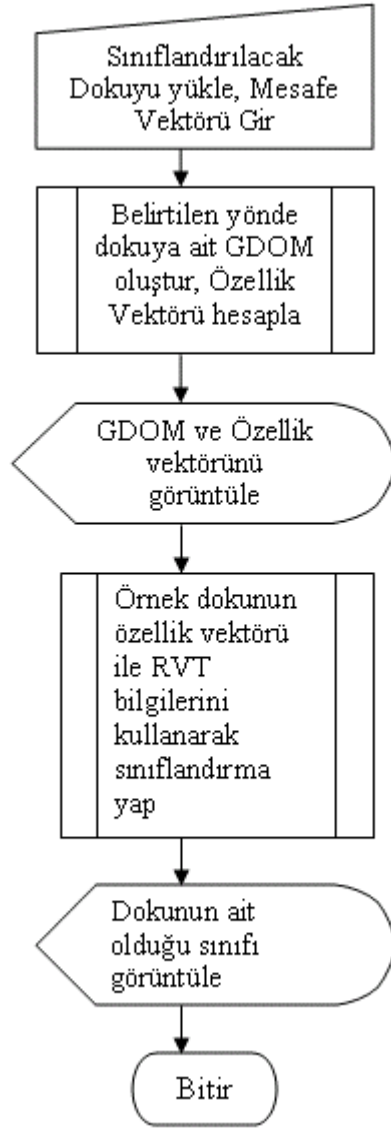 Sınıflandırılacak
Dokuyu yükle, Mesafe
Vektörü Gir
Belirtilen yönde
dokuya ait GDOM
oluştur, Özellik
Vektörü hesapla
GDOM ve Özellik
vektörünü
görüntüle
Örnek dokunun
özellik vektörü
ile RVT
bilgilerini
kullanarak
sınıflandırma
yap
Dokunun ait
olduğu sınıfı
görüntüle
Bitir